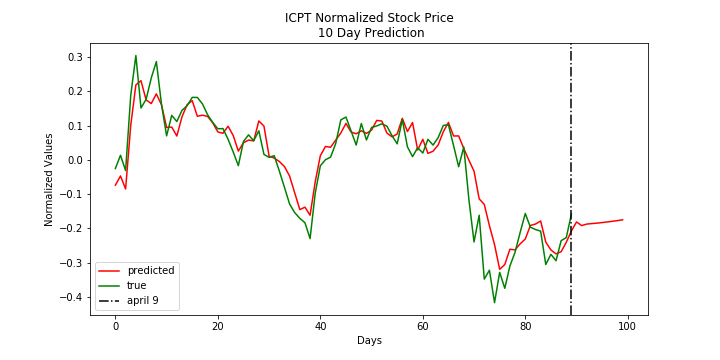 ICPT Normalized Stock Price
10 Day Prediction
Normalized Values
0.3
0.2
0.1
0.0
−0.1
−0.2
−0.3
−0.4
predicted
true
april 9
0 20 40 60 80 100
Days